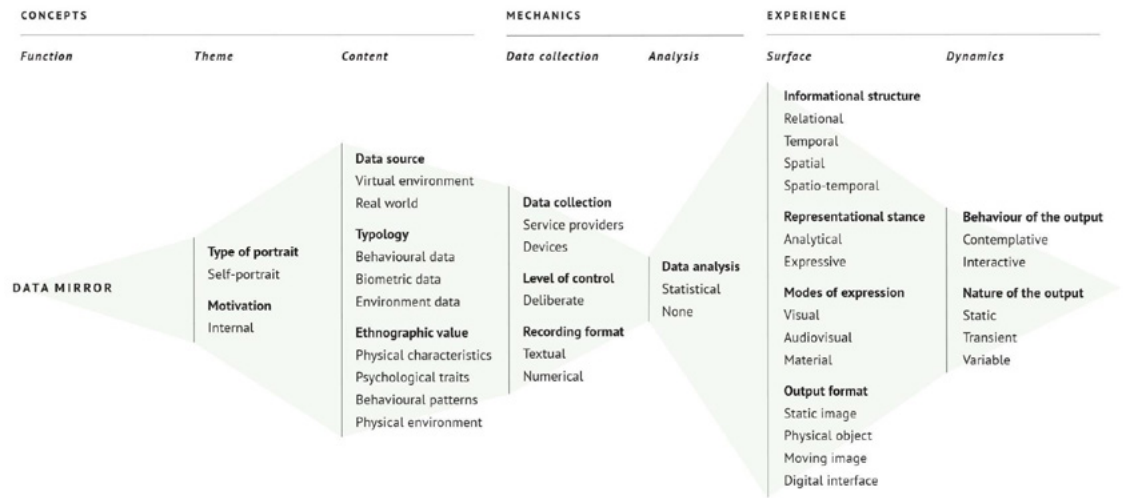 CONCEPTS
MECHANICS
EXPERIENCE
Function
Theme
Content
Data collection
Analysis
Surface
Dynamics
DATA MIRROR
Type of portrait
Self-portrait
Motivation
Internal
Data source
Virtual environment
Real world
Typology
Behavioural data
Biometric data
Environment data
Ethnographic value
Physical characteristics
Psychological traits
Behavioural patterns
Physical environment
Data collection
Service providers
Devices
Level of control
Deliberate
Recording format
Textual
Numerical
Data analysis
Statistical
None
Informational structure
Relational
Temporal
Spatial
Spatio-temporal
Representational stance
Analytical
Expressive
Modes of expression
Visual
Audiovisual
Material
Output format
Static image
Physical object
Moving image
Digital interface
Behaviour of the output
Contemplative
Interactive
Nature of the output
Static
Transient
Variable